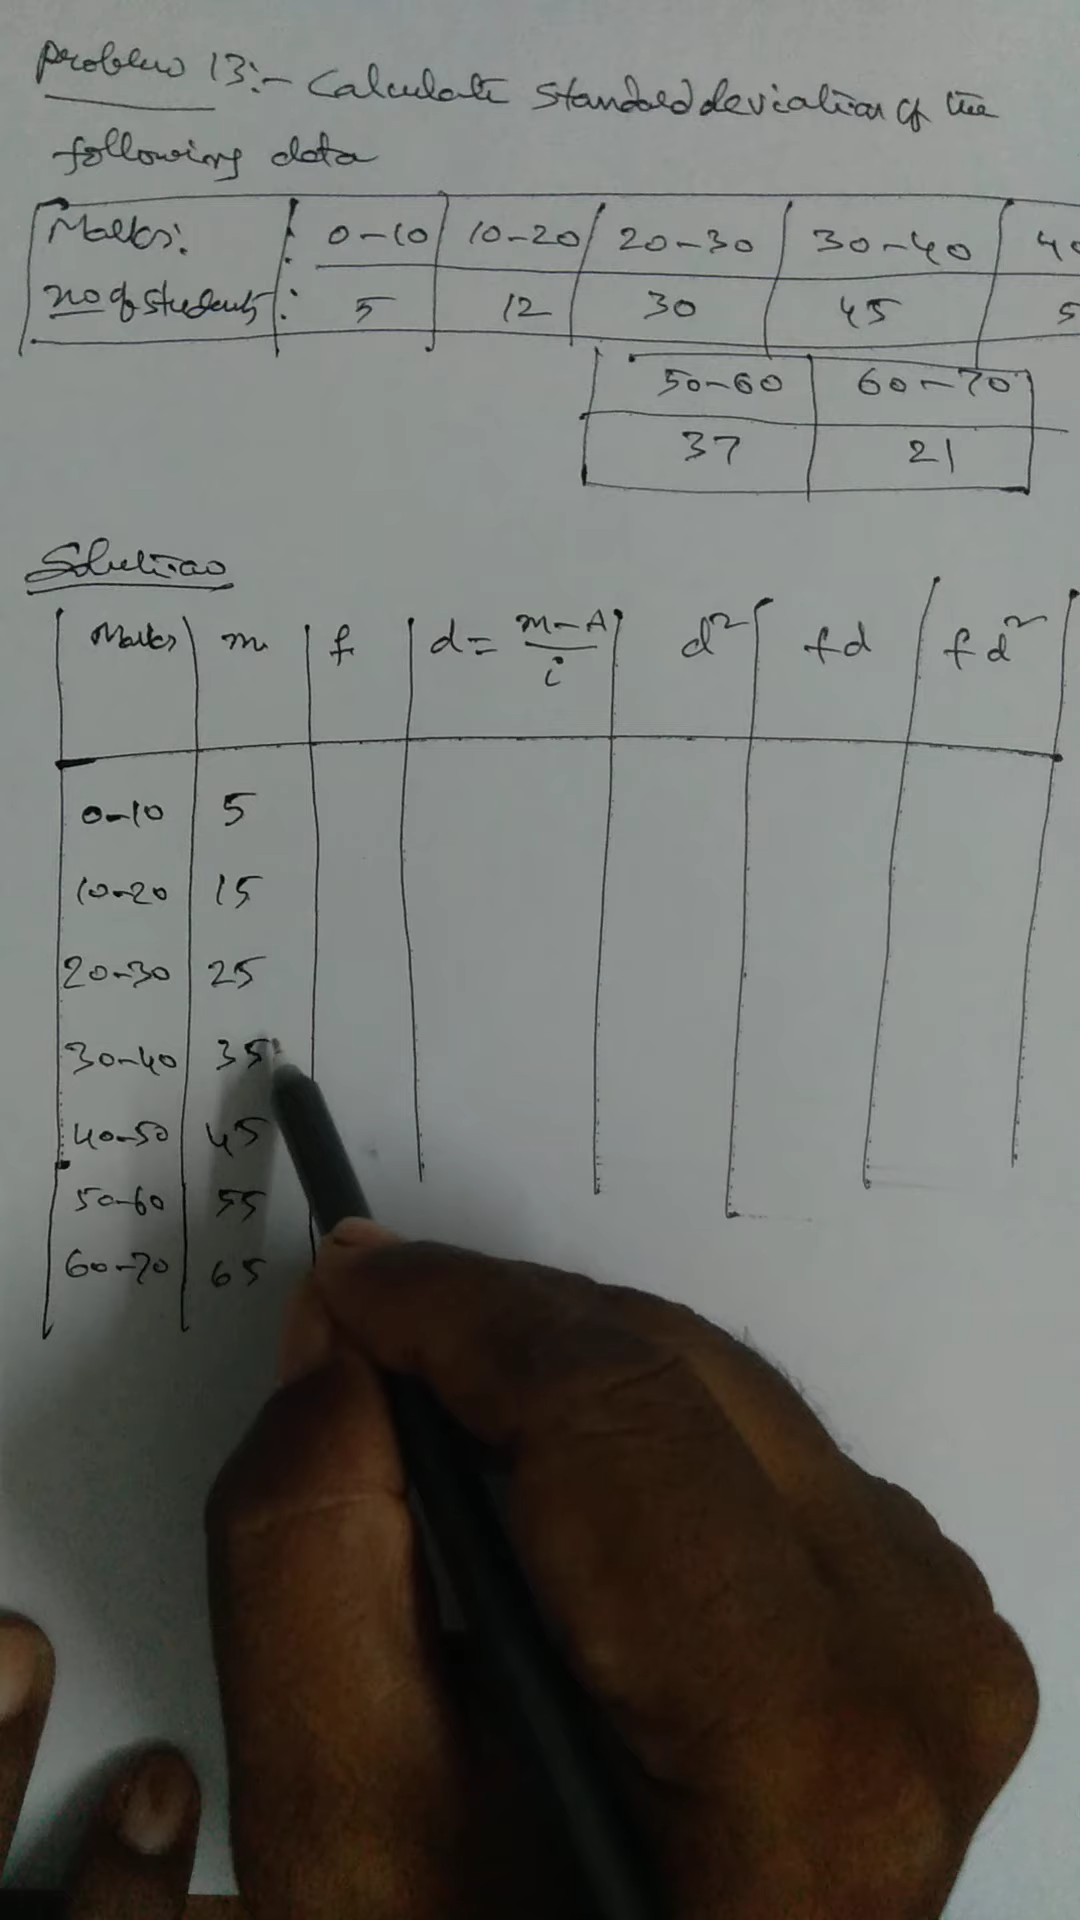 Problem 13:- Calculate Standard deviation of the
following data
Marks: : 0-10 10-20 20-30 30-40 40
no of students : 5 12 30 45 5
50-60 60-70
37 21
Solution
Marks m f d = m-A/i d² fd fd²
0-10 5
10-20 15
20-30 25
30-40 35
40-50 45
50-60 55
60-70 65